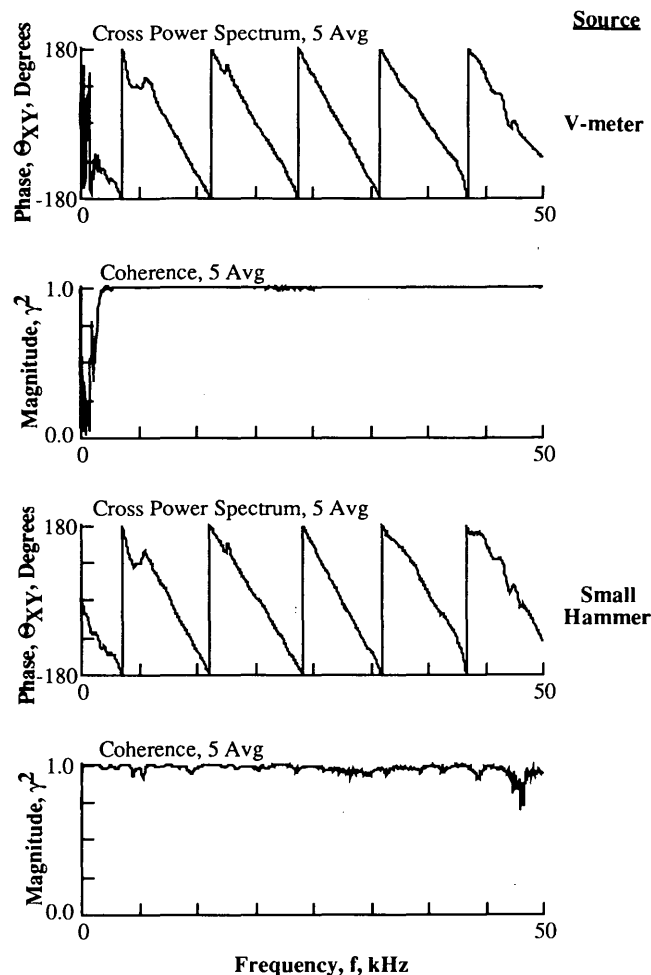 Source
Cross Power Spectrum, 5 Avg
180
Phase, ΘXY, Degrees
-180
0
50
V-meter
Coherence, 5 Avg
1.0
Magnitude, γ2
0.0
0
50
Cross Power Spectrum, 5 Avg
180
Phase, ΘXY, Degrees
-180
0
50
Small
Hammer
Coherence, 5 Avg
1.0
Magnitude, γ2
0.0
0
50
Frequency, f, kHz